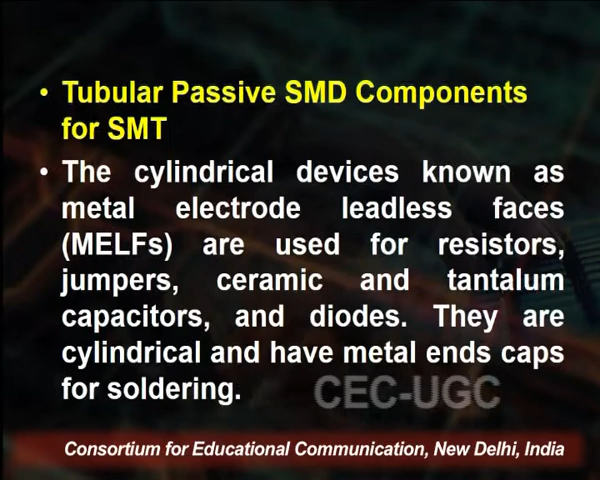 • Tubular Passive SMD Components
for SMT
• The cylindrical devices known as
metal electrode leadless faces
(MELFs) are used for resistors,
jumpers, ceramic and tantalum
capacitors, and diodes. They are
cylindrical and have metal ends caps
for soldering.
CEC-UGC
Consortium for Educational Communication, New Delhi, India